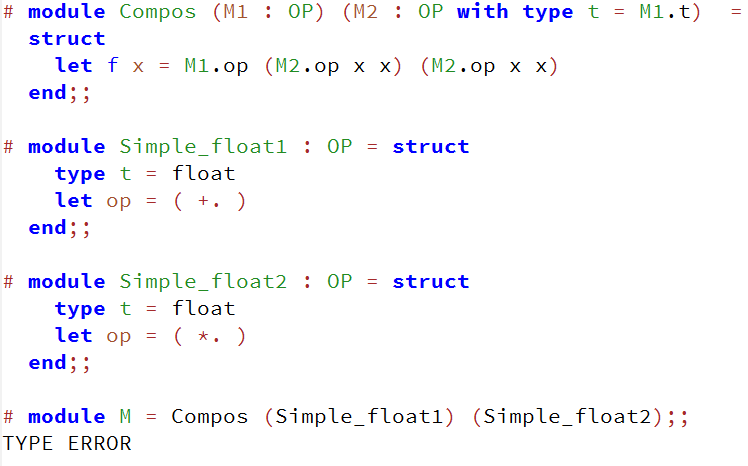 # module Compos (M1 : OP) (M2 : OP with type t = M1.t)  =
  struct
    let f x = M1.op (M2.op x x) (M2.op x x)
  end;;

# module Simple_float1 : OP = struct
    type t = float
    let op = ( +. )
  end;;

# module Simple_float2 : OP = struct
    type t = float
    let op = ( *. )
  end;;

# module M = Compos (Simple_float1) (Simple_float2);;
TYPE ERROR